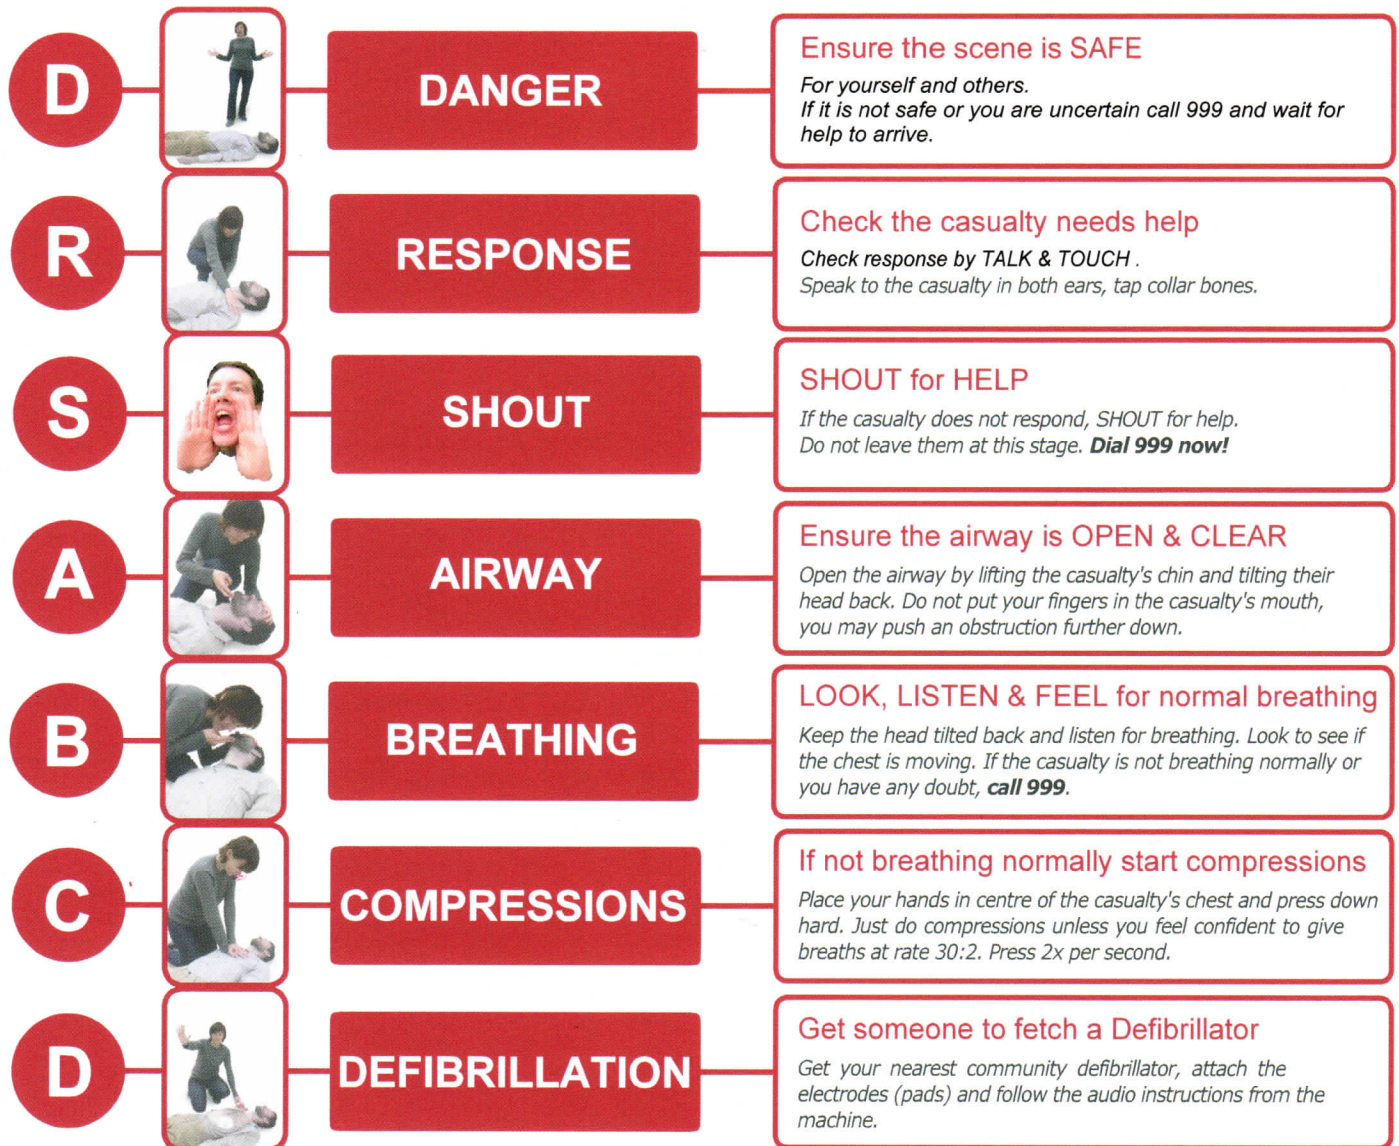 D
DANGER
Ensure the scene is SAFE
For yourself and others.
If it is not safe or you are uncertain call 999 and wait for
help to arrive.
R
RESPONSE
Check the casualty needs help
Check response by TALK & TOUCH .
Speak to the casualty in both ears, tap collar bones.
S
SHOUT
SHOUT for HELP
If the casualty does not respond, SHOUT for help.
Do not leave them at this stage. Dial 999 now!
A
AIRWAY
Ensure the airway is OPEN & CLEAR
Open the airway by lifting the casualty's chin and tilting their
head back. Do not put your fingers in the casualty's mouth,
you may push an obstruction further down.
B
BREATHING
LOOK, LISTEN & FEEL for normal breathing
Keep the head tilted back and listen for breathing. Look to see if
the chest is moving. If the casualty is not breathing normally or
you have any doubt, call 999.
C
COMPRESSIONS
If not breathing normally start compressions
Place your hands in centre of the casualty's chest and press down
hard. Just do compressions unless you feel confident to give
breaths at rate 30:2. Press 2x per second.
D
DEFIBRILLATION
Get someone to fetch a Defibrillator
Get your nearest community defibrillator, attach the
electrodes (pads) and follow the audio instructions from the
machine.